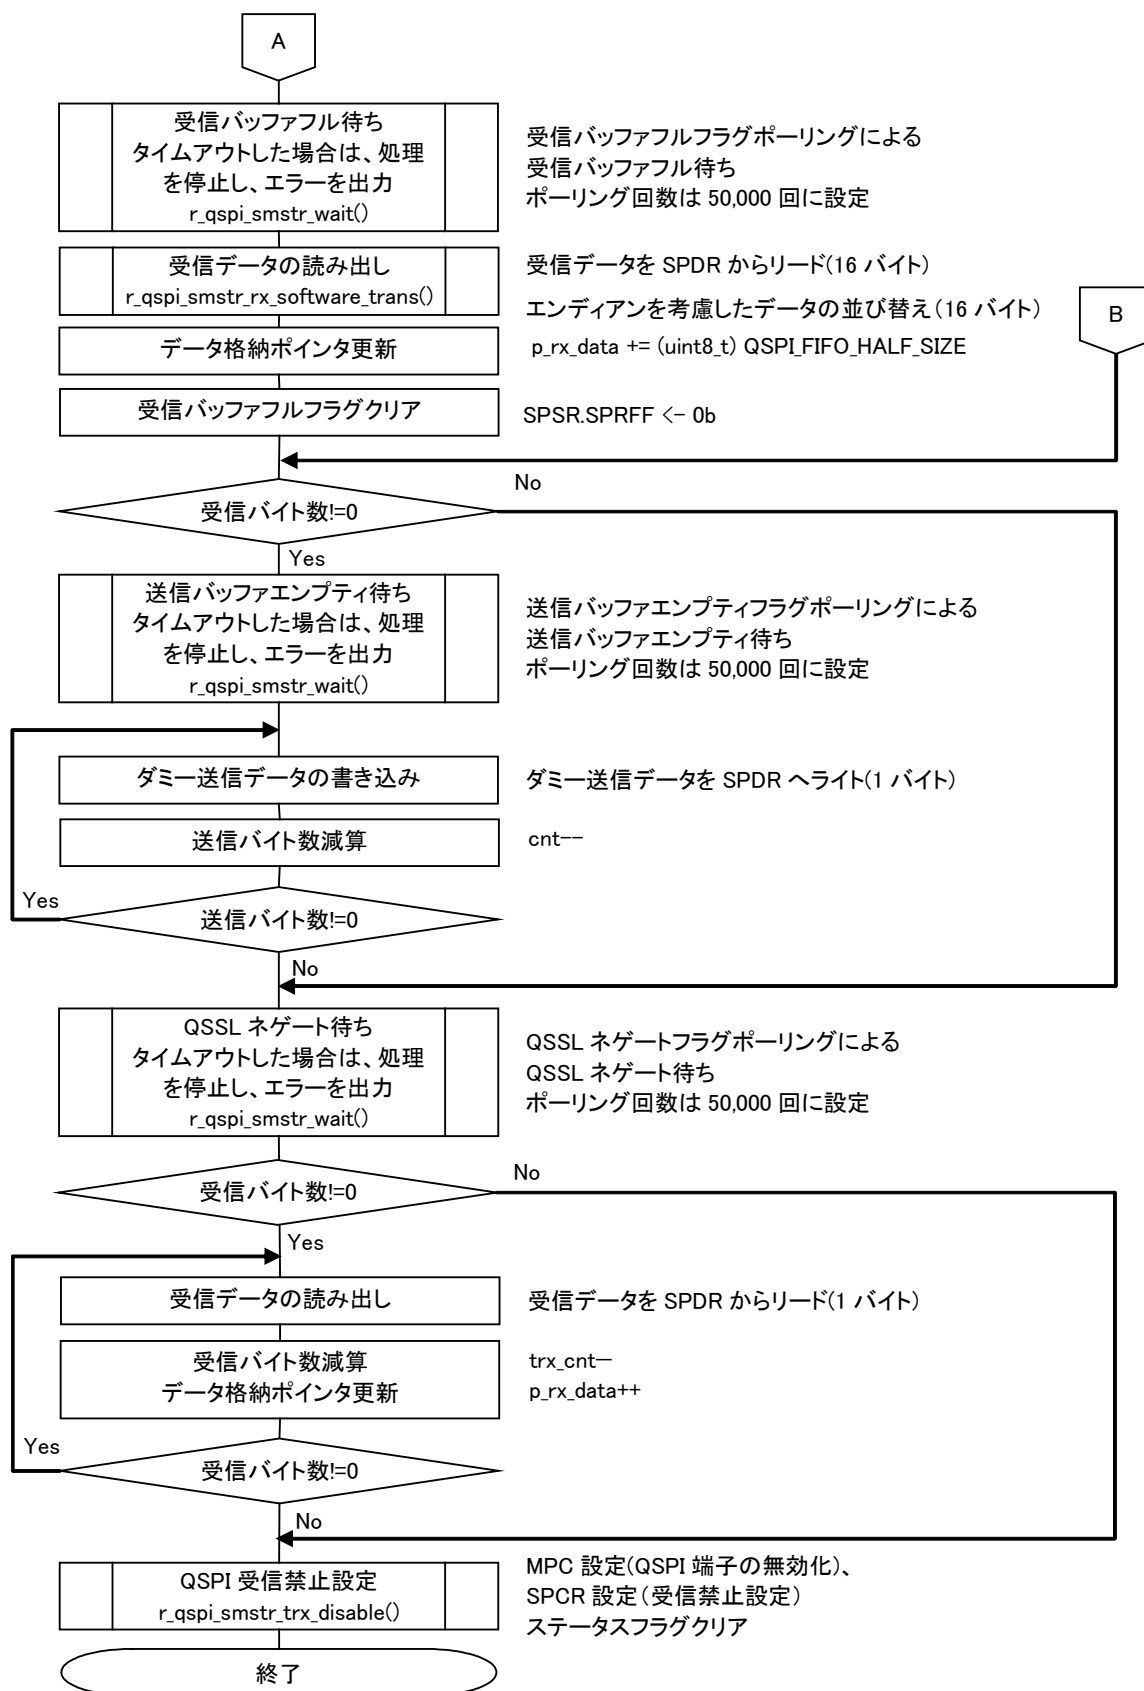 A
受信バッファフル待ち
タイムアウトした場合は、処理
を停止し、エラーを出力
r_qspi_smstr_wait()
受信バッファフルフラグポーリングによる
受信バッファフル待ち
ポーリング回数は 50,000 回に設定
受信データの読み出し
r_qspi_smstr_rx_software_trans()
受信データを SPDR からリード(16 バイト)
エンディアンを考慮したデータの並び替え(16 バイト)
B
データ格納ポインタ更新
p_rx_data += (uint8_t) QSPI_FIFO_HALF_SIZE
受信バッファフルフラグクリア
SPSR.SPRFF <- 0b
受信バイト数!=0
No
Yes
送信バッファエンプティ待ち
タイムアウトした場合は、処理
を停止し、エラーを出力
r_qspi_smstr_wait()
送信バッファエンプティフラグポーリングによる
送信バッファエンプティ待ち
ポーリング回数は 50,000 回に設定
ダミー送信データの書き込み
ダミー送信データを SPDR へライト(1 バイト)
送信バイト数減算
cnt--
Yes
送信バイト数!=0
No
QSSL ネゲート待ち
タイムアウトした場合は、処理
を停止し、エラーを出力
r_qspi_smstr_wait()
QSSL ネゲートフラグポーリングによる
QSSL ネゲート待ち
ポーリング回数は 50,000 回に設定
受信バイト数!=0
No
Yes
受信データの読み出し
受信データを SPDR からリード(1 バイト)
受信バイト数減算
データ格納ポインタ更新
trx_cnt—
p_rx_data++
Yes
受信バイト数!=0
No
QSPI 受信禁止設定
r_qspi_smstr_trx_disable()
MPC 設定(QSPI 端子の無効化)、
SPCR 設定(受信禁止設定)
ステータスフラグクリア
終了